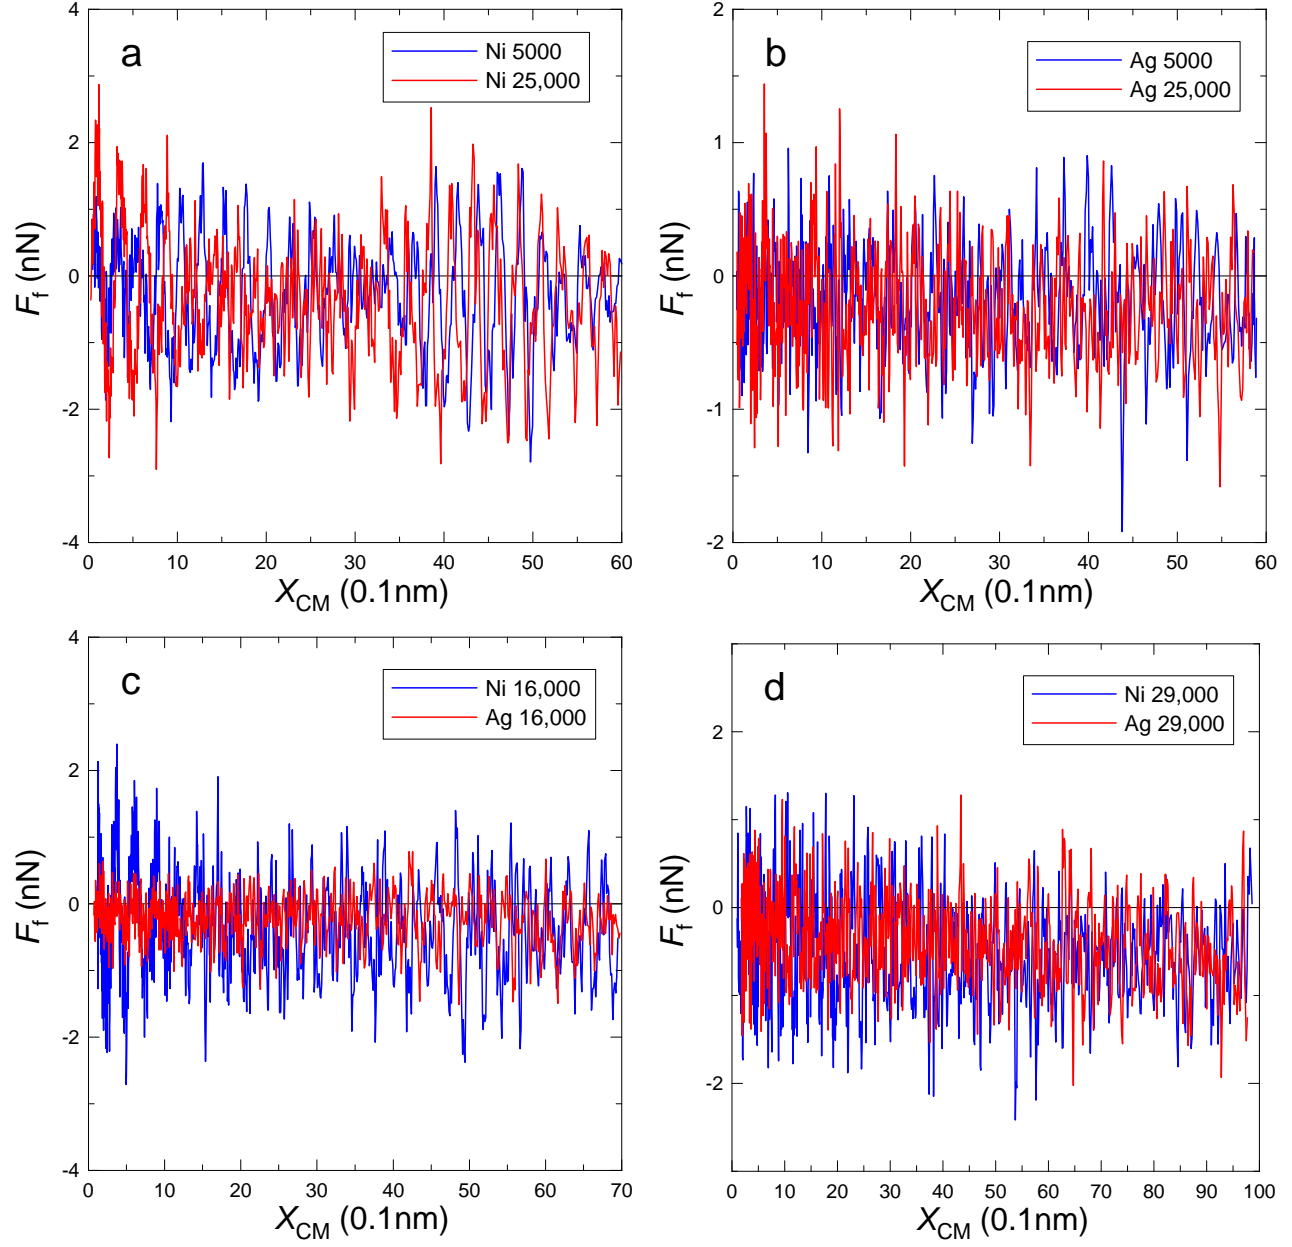 a
Ni 5000
Ni 25,000
4
2
0
-2
-4
F_f (nN)
0 10 20 30 40 50 60
X_CM (0.1nm)
b
Ag 5000
Ag 25,000
2
1
0
-1
-2
F_f (nN)
0 10 20 30 40 50 60
X_CM (0.1nm)
c
Ni 16,000
Ag 16,000
4
2
0
-2
-4
F_f (nN)
0 10 20 30 40 50 60 70
X_CM (0.1nm)
d
Ni 29,000
Ag 29,000
2
0
-2
F_f (nN)
0 10 20 30 40 50 60 70 80 90 100
X_CM (0.1nm)